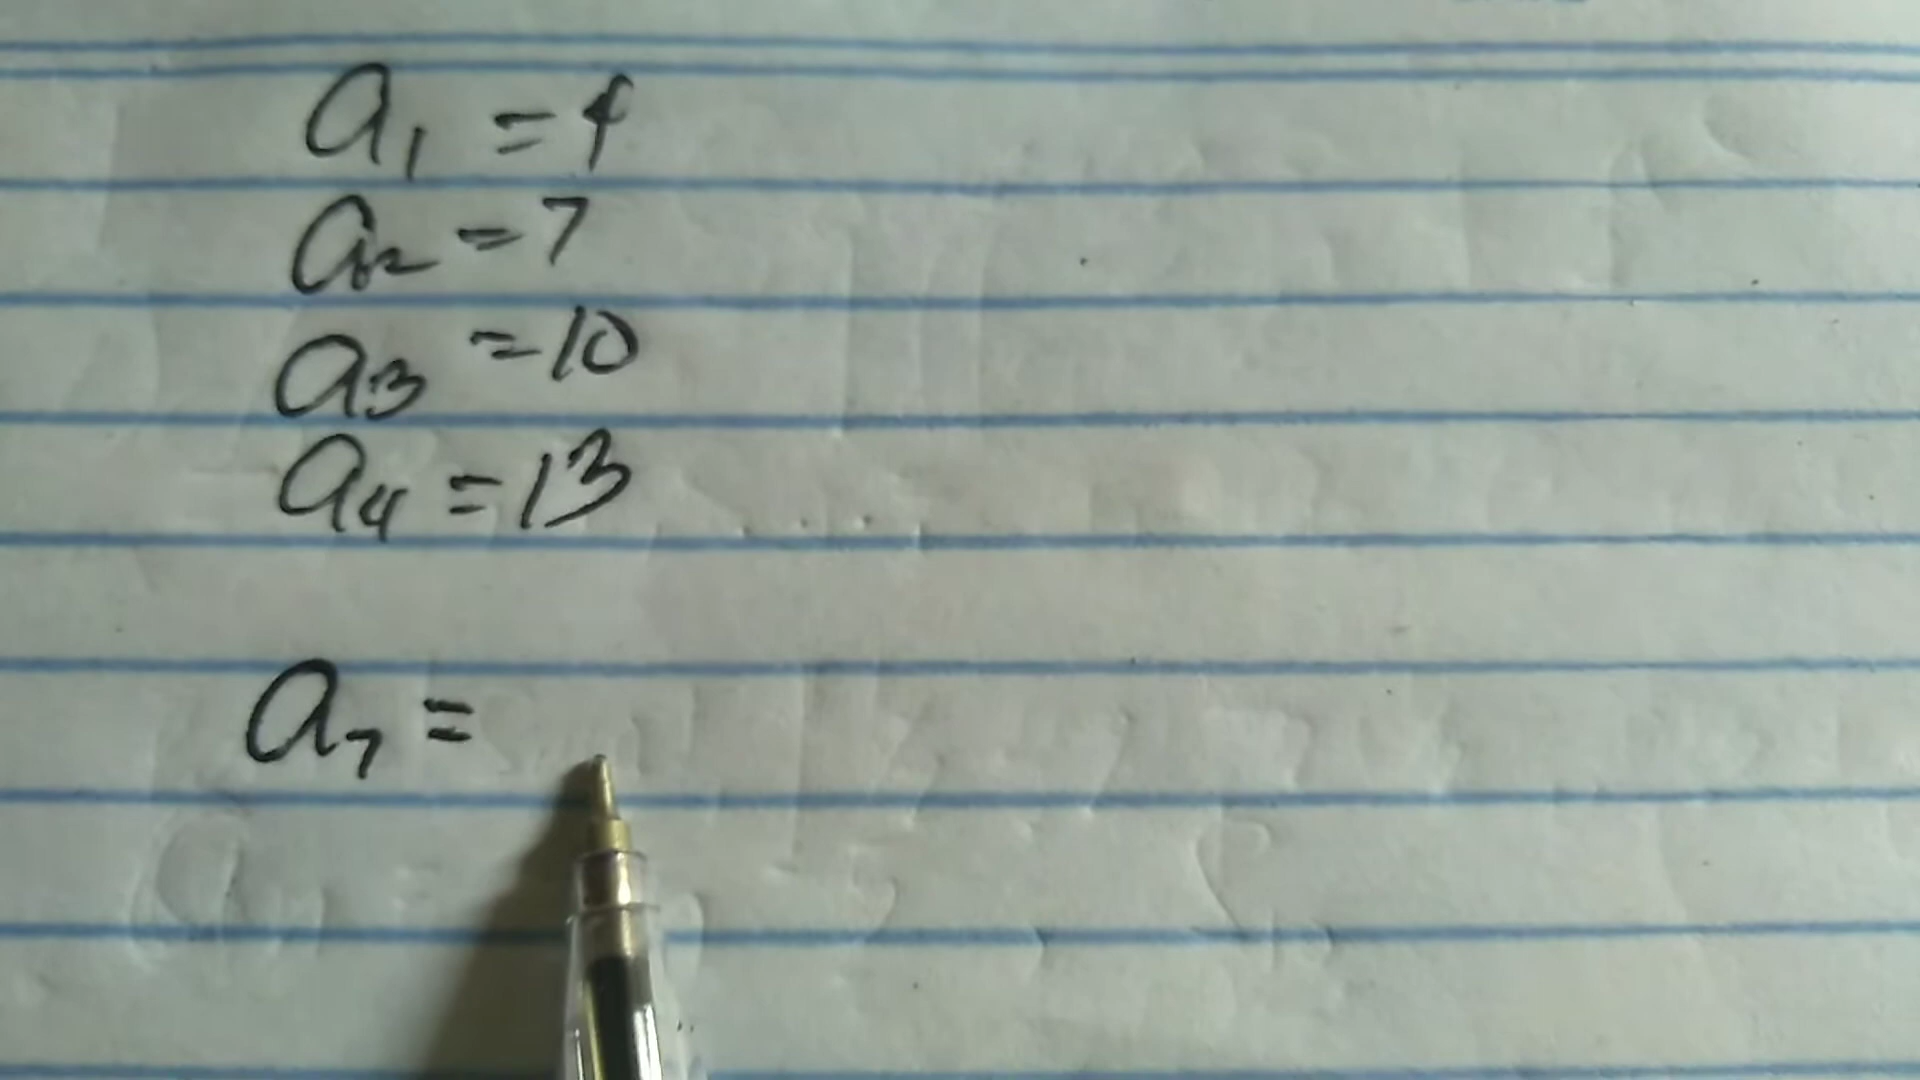 a₁ = 4
a₂ = 7
a₃ = 10
a₄ = 13
a₇ =